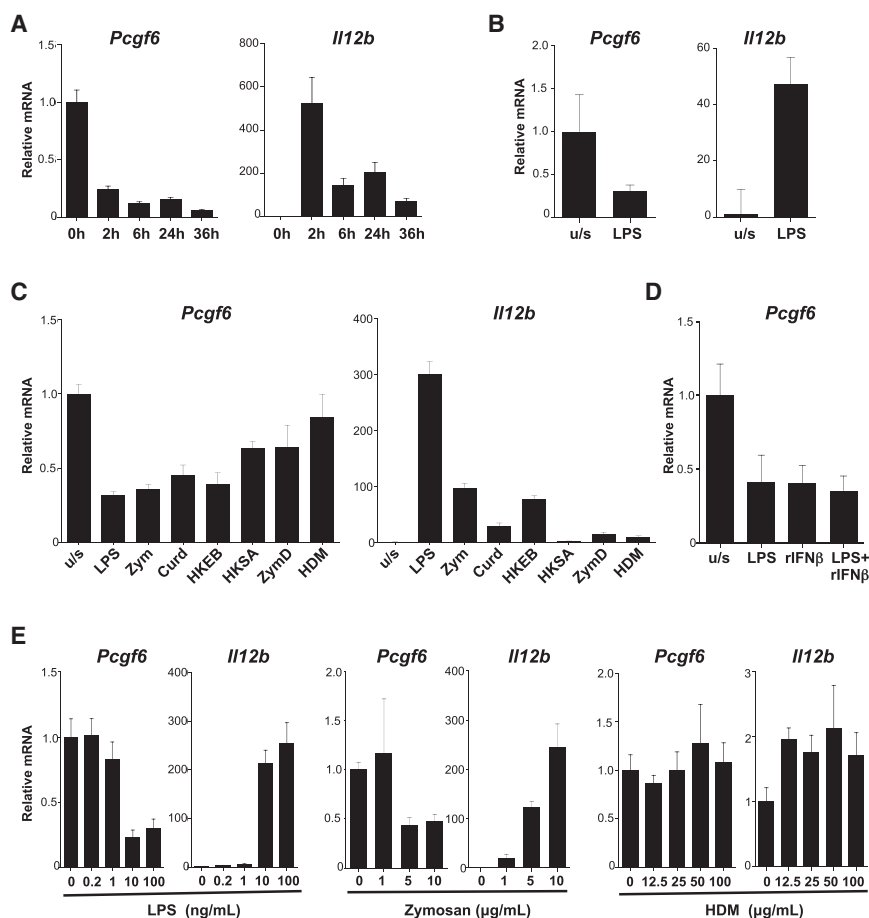 A
Pcgf6
Il12b
Relative mRNA
1.5
1.0
0.5
0
0h 2h 6h 24h 36h
800
600
400
200
0
0h 2h 6h 24h 36h
B
Pcgf6
Il12b
Relative mRNA
2.0
1.5
1.0
0.5
0
u/s LPS
60
40
20
0
u/s LPS
C
Pcgf6
Il12b
Relative mRNA
1.5
1.0
0.5
0
u/s LPS Zym Curd HKEB HKSA ZymD HDM
400
300
200
100
0
u/s LPS Zym Curd HKEB HKSA ZymD HDM
D
Pcgf6
Relative mRNA
1.5
1.0
0.5
0
u/s LPS rIFNβ LPS+
rIFNβ
E
Pcgf6
Il12b
Relative mRNA
1.5
1.0
0.5
0
0 0.2 1 10 100
400
300
200
100
0
0 0.2 1 10 100
LPS (ng/mL)
Pcgf6
Il12b
2.0
1.5
1.0
0.5
0
0 1 5 10
400
300
200
100
0
0 1 5 10
Zymosan (µg/mL)
Pcgf6
Il12b
2.0
1.5
1.0
0.5
0
0 12.5 25 50 100
3
2
1
0
0 12.5 25 50 100
HDM (µg/mL)